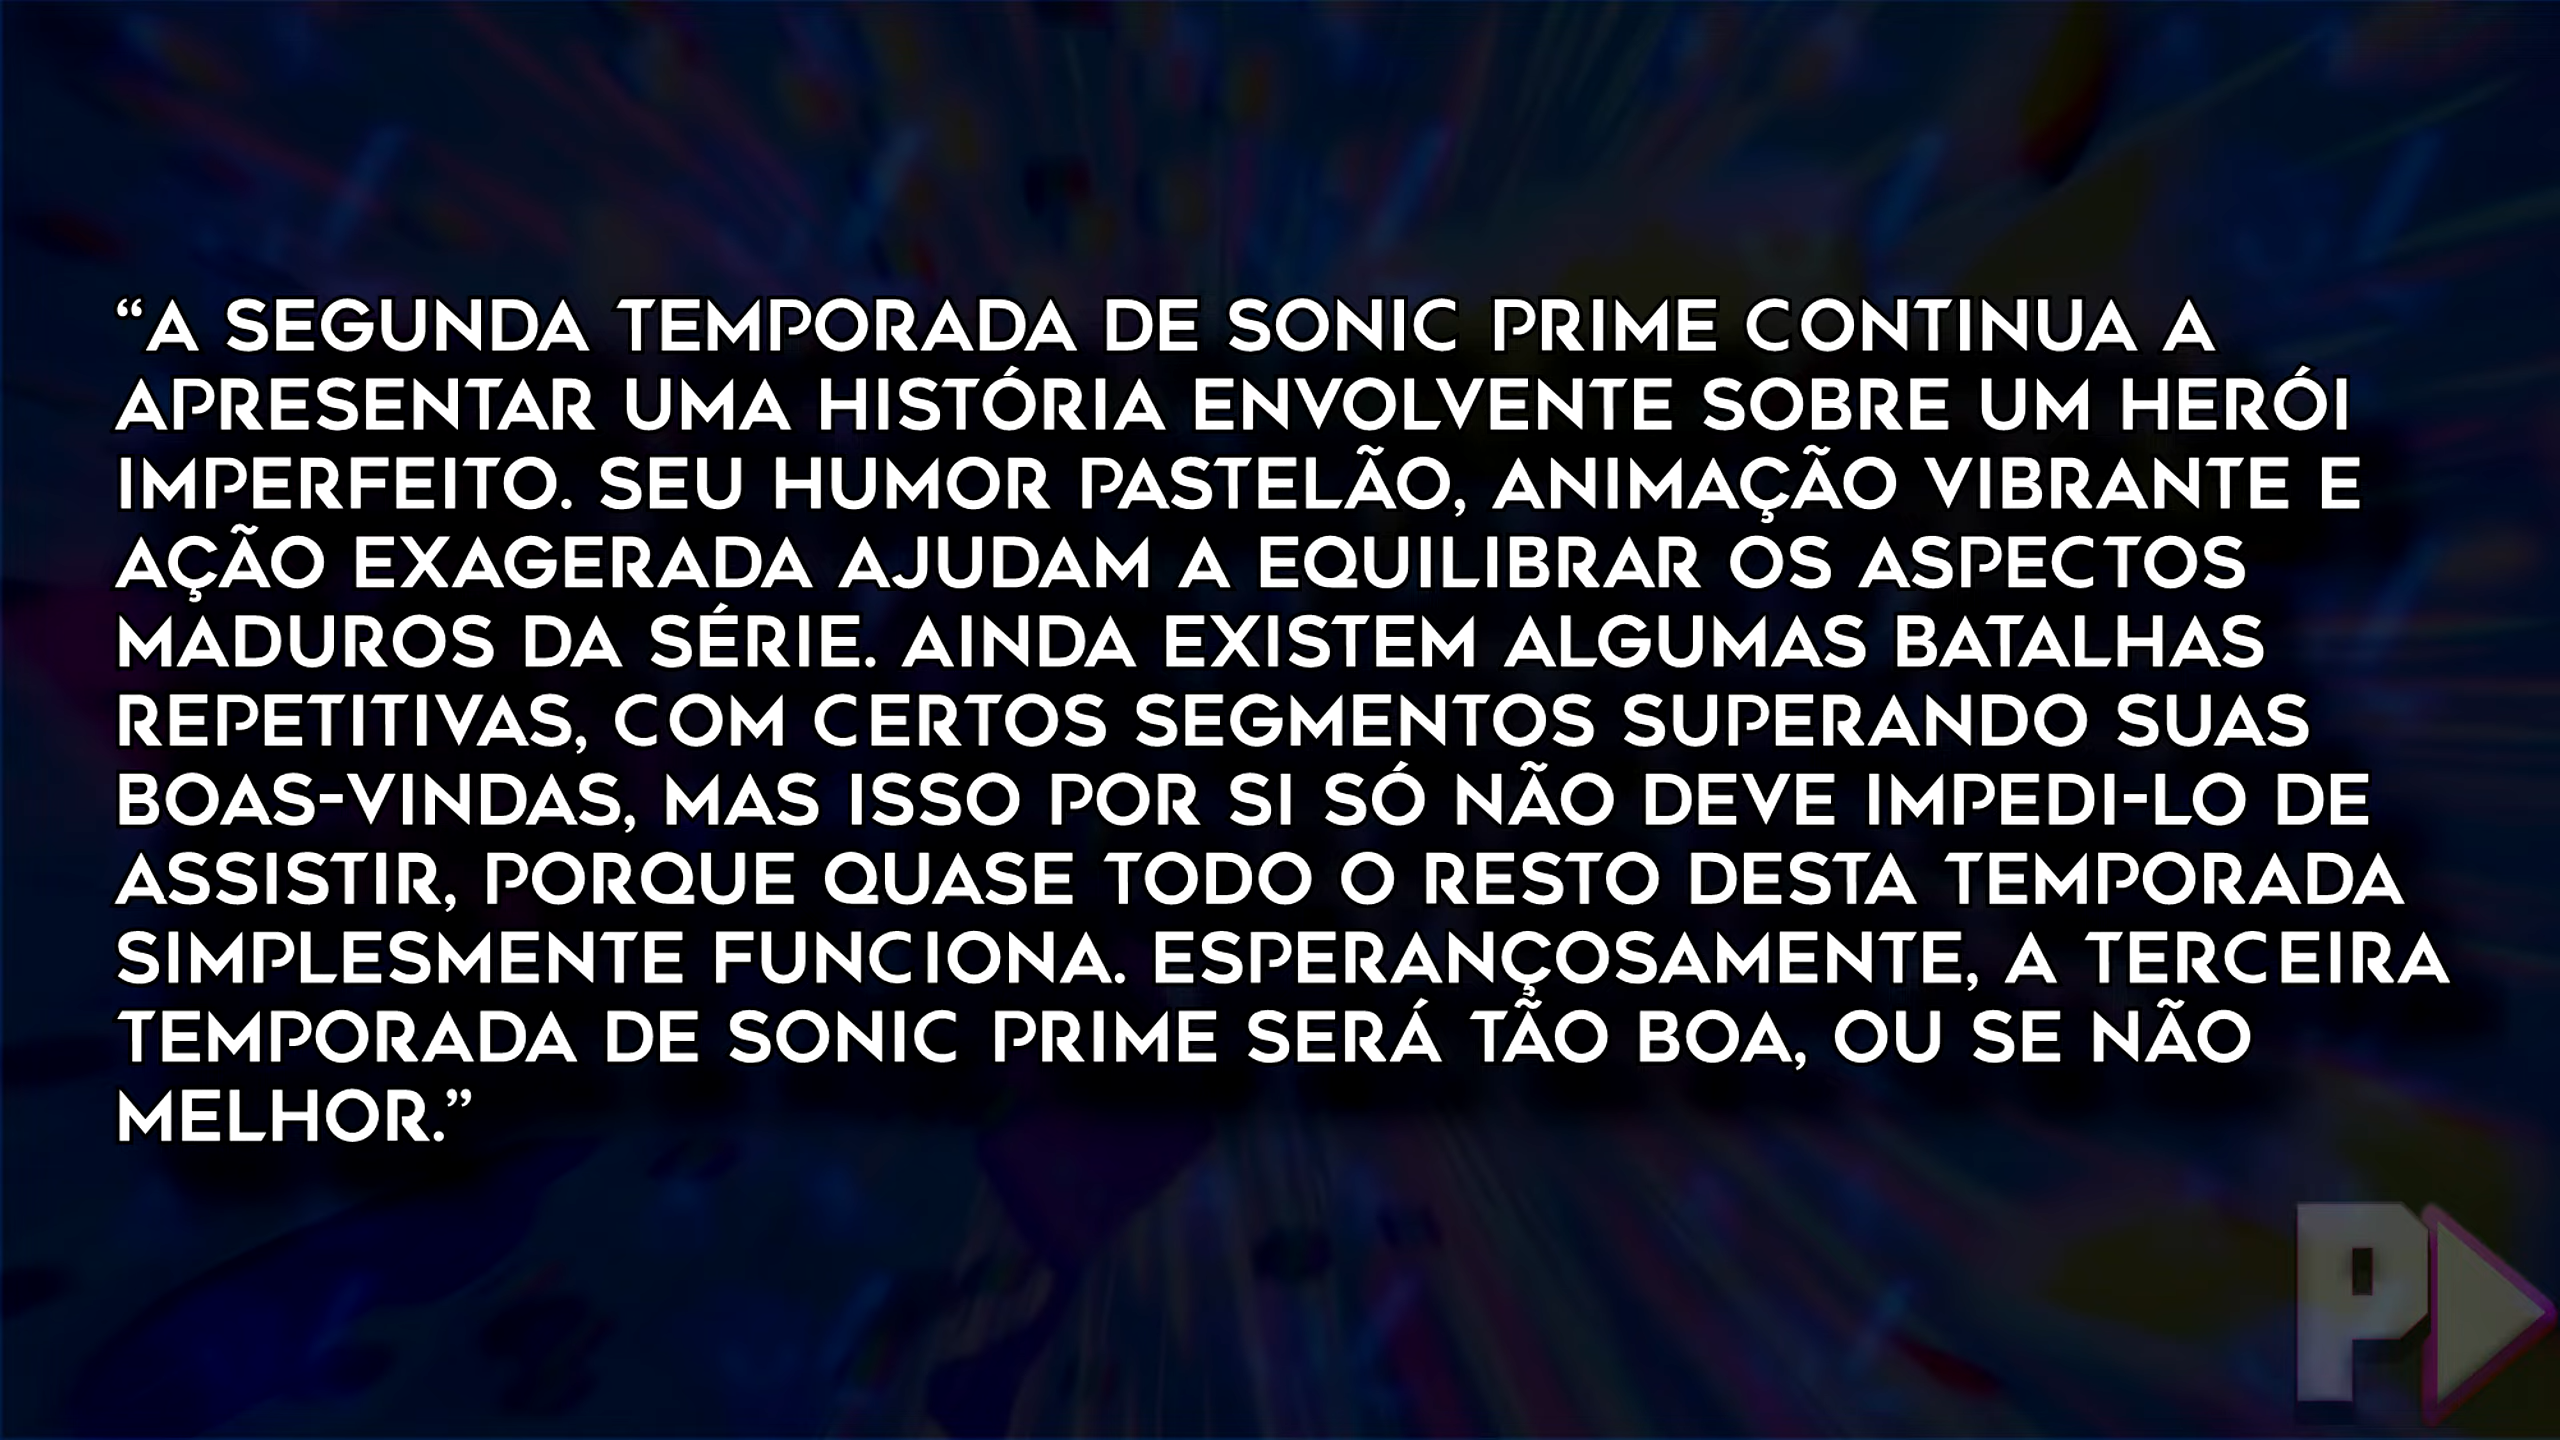 “A SEGUNDA TEMPORADA DE SONIC PRIME CONTINUA A
APRESENTAR UMA HISTÓRIA ENVOLVENTE SOBRE UM HERÓI
IMPERFEITO. SEU HUMOR PASTELÃO, ANIMAÇÃO VIBRANTE E
AÇÃO EXAGERADA AJUDAM A EQUILIBRAR OS ASPECTOS
MADUROS DA SÉRIE. AINDA EXISTEM ALGUMAS BATALHAS
REPETITIVAS, COM CERTOS SEGMENTOS SUPERANDO SUAS
BOAS-VINDAS, MAS ISSO POR SI SÓ NÃO DEVE IMPEDI-LO DE
ASSISTIR, PORQUE QUASE TODO O RESTO DESTA TEMPORADA
SIMPLESMENTE FUNCIONA. ESPERANÇOSAMENTE, A TERCEIRA
TEMPORADA DE SONIC PRIME SERÁ TÃO BOA, OU SE NÃO
MELHOR.”
P